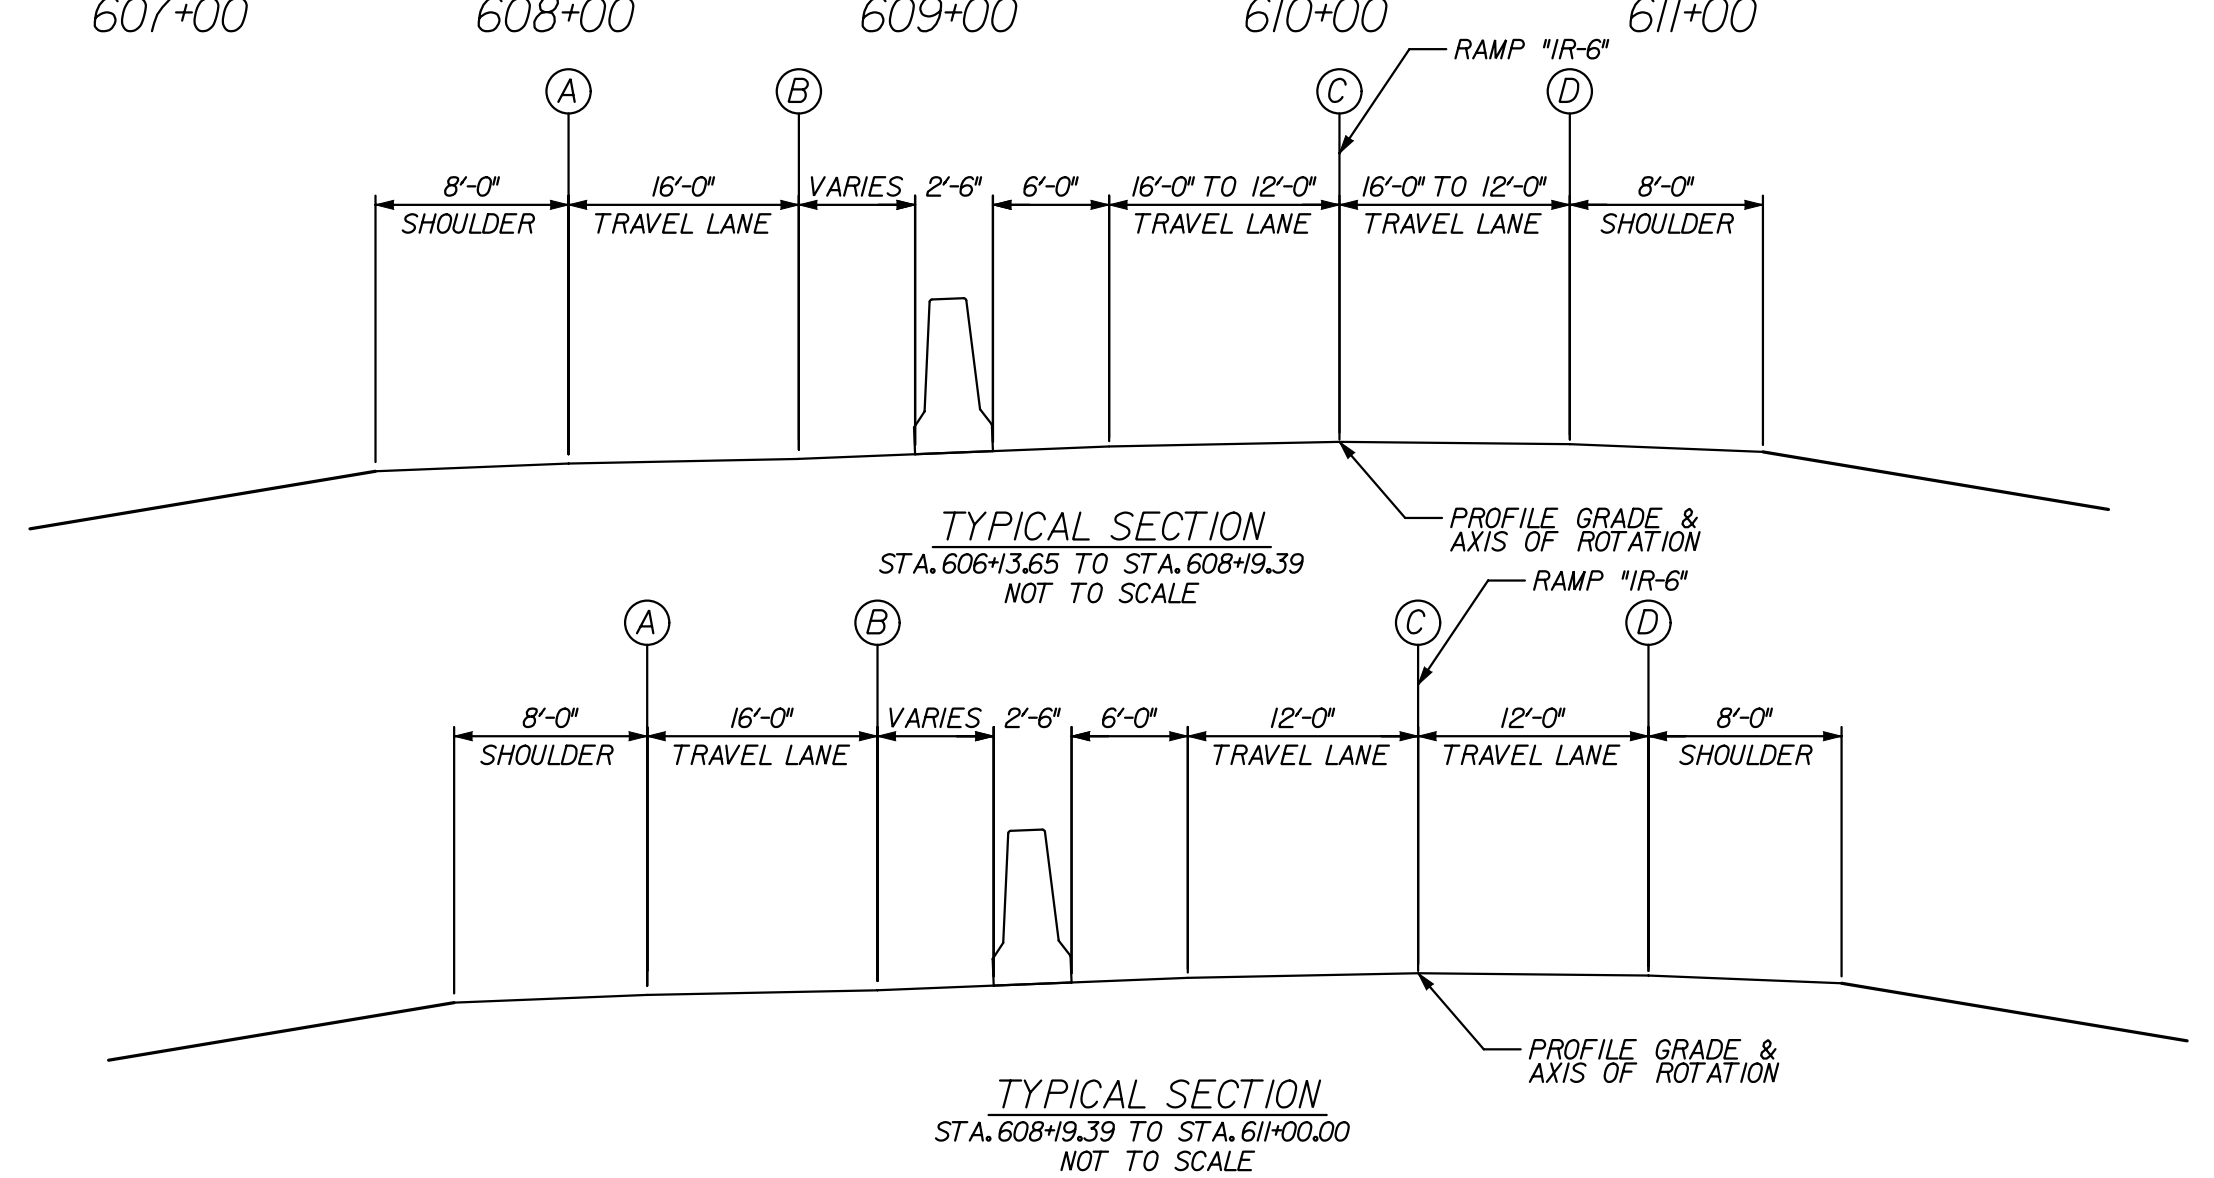 607+00 608+00 609+00 610+00 611+00
RAMP "IR-6"
A B C D
8'-0" 16'-0" VARIES 2'-6" 6'-0" 16'-0" TO 12'-0" 16'-0" TO 12'-0" 8'-0"
SHOULDER TRAVEL LANE TRAVEL LANE TRAVEL LANE SHOULDER
PROFILE GRADE &
AXIS OF ROTATION
TYPICAL SECTION
STA. 606+13.65 TO STA. 608+19.39
NOT TO SCALE
RAMP "IR-6"
A B C D
8'-0" 16'-0" VARIES 2'-6" 6'-0" 12'-0" 12'-0" 8'-0"
SHOULDER TRAVEL LANE TRAVEL LANE TRAVEL LANE SHOULDER
PROFILE GRADE &
AXIS OF ROTATION
TYPICAL SECTION
STA. 608+19.39 TO STA. 611+00.00
NOT TO SCALE